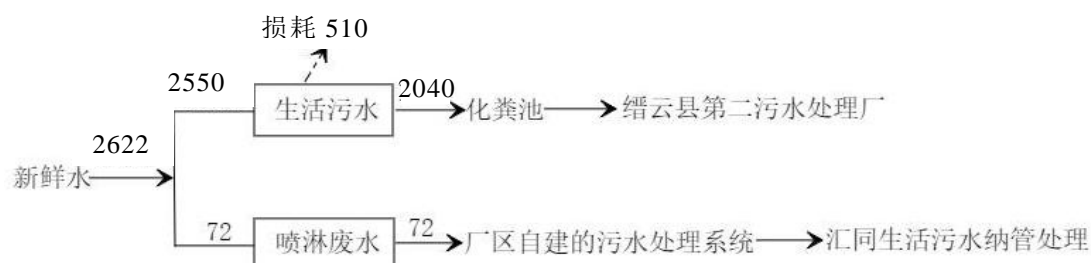 损耗 510
2550
生活污水
2040
化粪池
缙云县第二污水处理厂
2622
新鲜水
72
喷淋废水
72
厂区自建的污水处理系统
汇同生活污水纳管处理